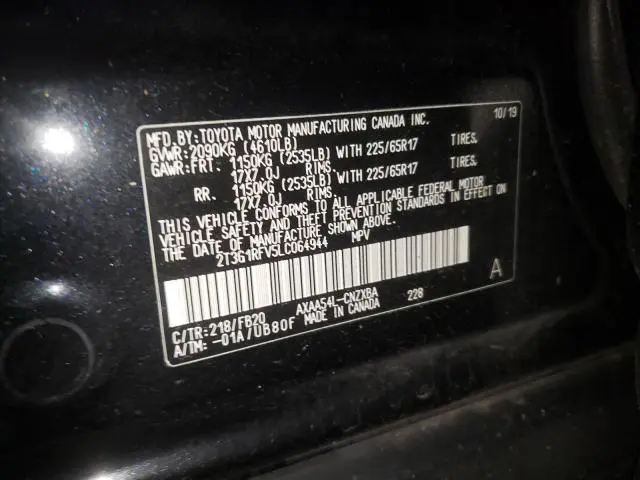 MFD.BY:TOYOTA MOTOR MANUFACTURING CANADA INC. 10/19
GVWR:2090KG (4610LB)
GAWR:FRT. 1150KG (2535LB) WITH 225/65R17 TIRES.
17X7.0J RIMS.
RR. 1150KG (2535LB) WITH 225/65R17 TIRES.
17X7.0J RIMS.
THIS VEHICLE CONFORMS TO ALL APPLICABLE FEDERAL MOTOR
VEHICLE SAFETY AND THEFT PREVENTION STANDARDS IN EFFECT ON
THE DATE OF MANUFACTURE SHOWN ABOVE.
2T3G1RFV5LC064944 MPV
A
C/TR:218/FB20 AXAA54L-CNZXBA 228
A/TM:-01A/UB80F MADE IN CANADA